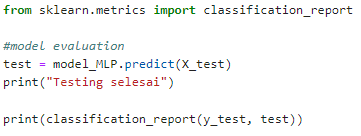 from sklearn.metrics import classification_report
#model evaluation
test = model_MLP.predict(X_test)
print("Testing selesai")
print(classification_report(y_test, test))